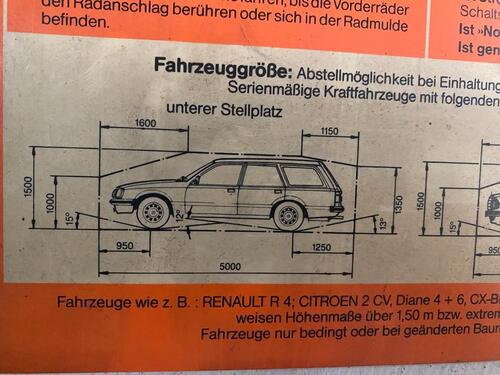 den Radanschlag berühren oder sich in der Radmulde
befinden.
Schalts
Ist »No
Ist gen
Fahrzeuggröße: Abstellmöglichkeit bei Einhaltung
Serienmäßige Kraftfahrzeuge mit folgenden
unterer Stellplatz
1600
1150
1500
1000
15°
12°
13°
1350
1000
15°
950
1250
5000
Fahrzeuge wie z. B.: RENAULT R 4; CITROEN 2 CV, Diane 4 + 6, CX-B
weisen Höhenmaße über 1,50 m bzw. extrem
Fahrzeuge nur bedingt oder bei geänderten Baum